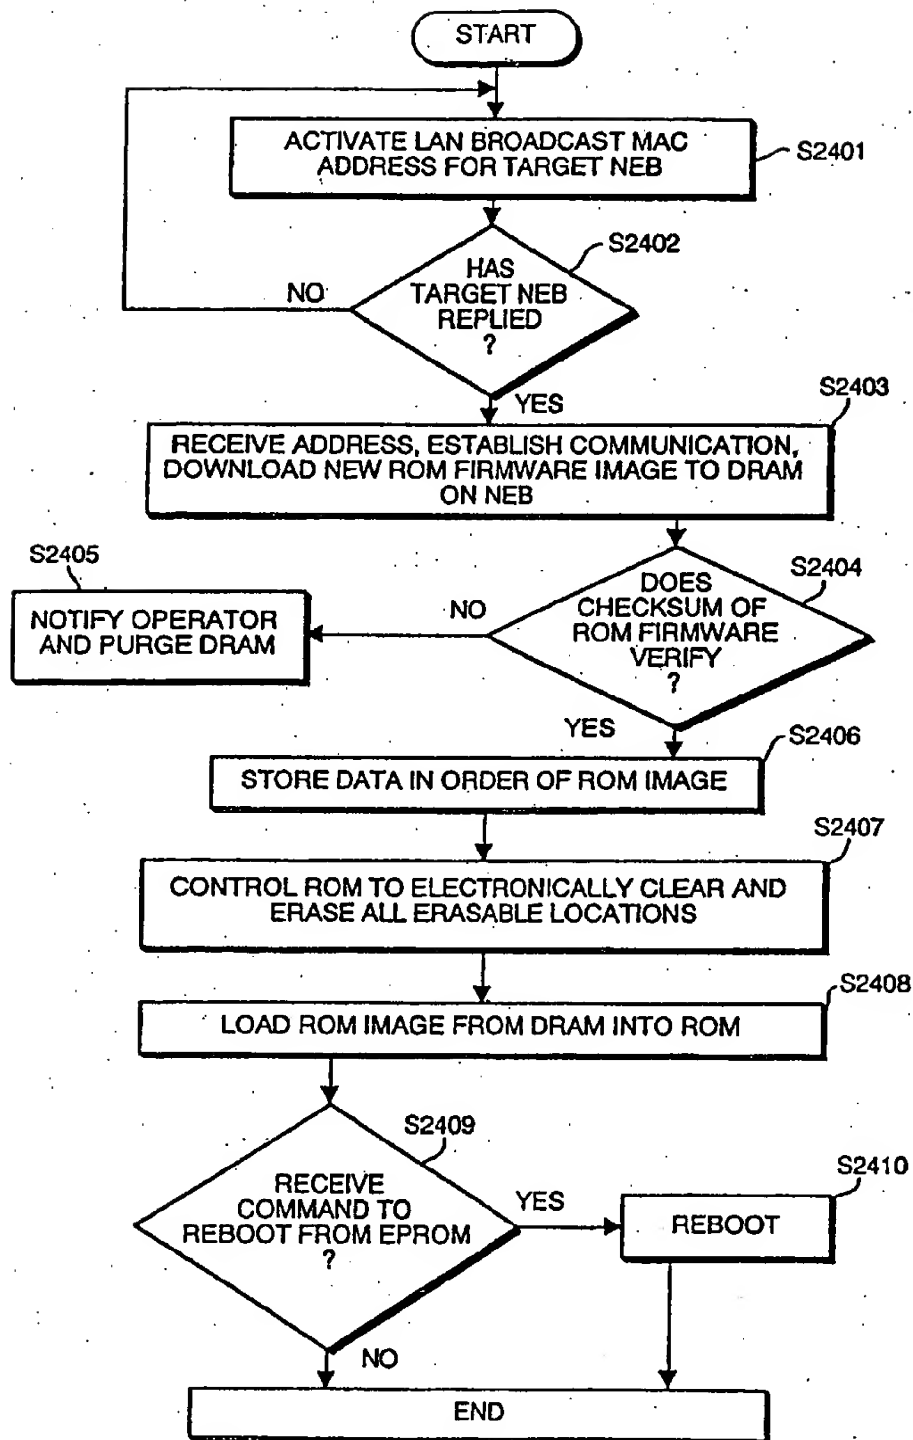 START
ACTIVATE LAN BROADCAST MAC
ADDRESS FOR TARGET NEB
S2401
S2402
HAS
TARGET NEB
REPLIED
?
NO
YES
S2403
RECEIVE ADDRESS, ESTABLISH COMMUNICATION,
DOWNLOAD NEW ROM FIRMWARE IMAGE TO DRAM
ON NEB
S2405
NOTIFY OPERATOR
AND PURGE DRAM
NO
S2404
DOES
CHECKSUM OF
ROM FIRMWARE
VERIFY
?
YES
S2406
STORE DATA IN ORDER OF ROM IMAGE
S2407
CONTROL ROM TO ELECTRONICALLY CLEAR AND
ERASE ALL ERASABLE LOCATIONS
S2408
LOAD ROM IMAGE FROM DRAM INTO ROM
S2409
RECEIVE
COMMAND TO
REBOOT FROM EPROM
?
YES
S2410
REBOOT
NO
END